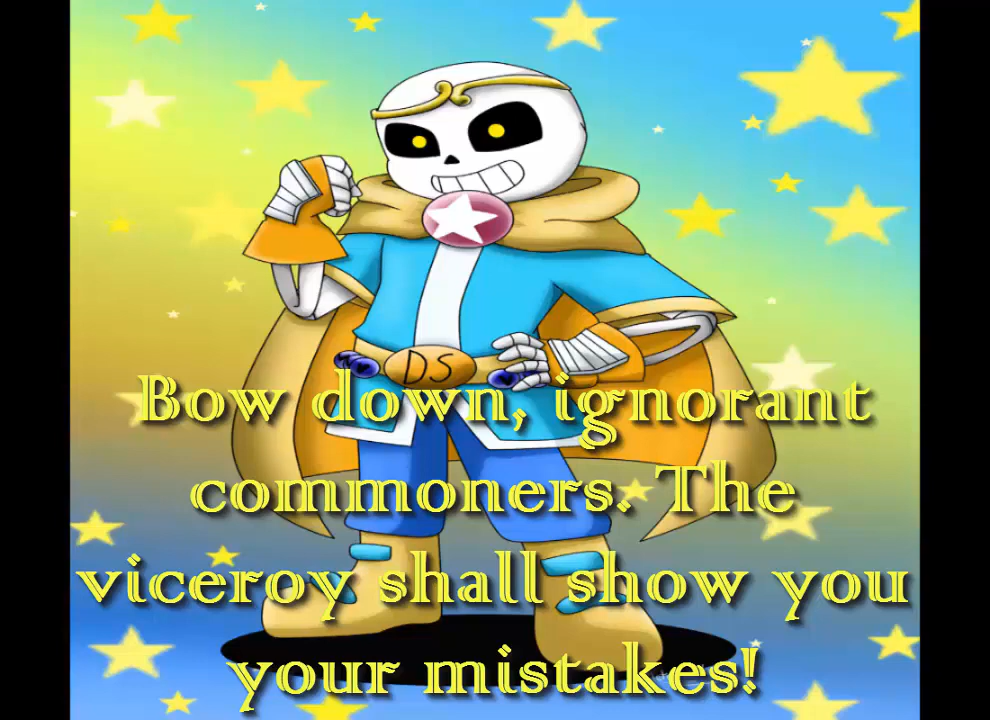 DS
Bow down, ignorant
commoners. The
viceroy shall show you
your mistakes!